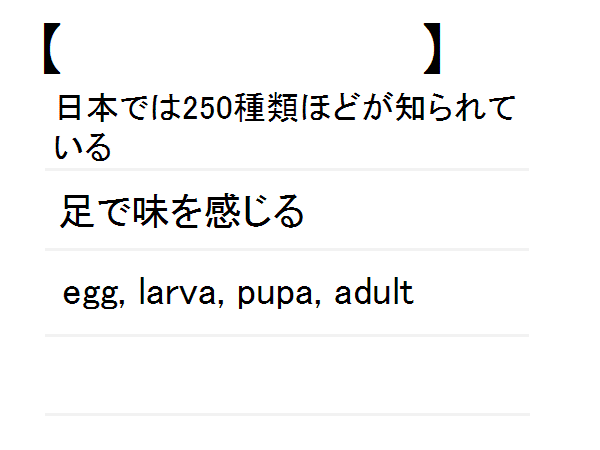 【　　　　　　　　　】
日本では250種類ほどが知られて
いる
足で味を感じる
egg, larva, pupa, adult